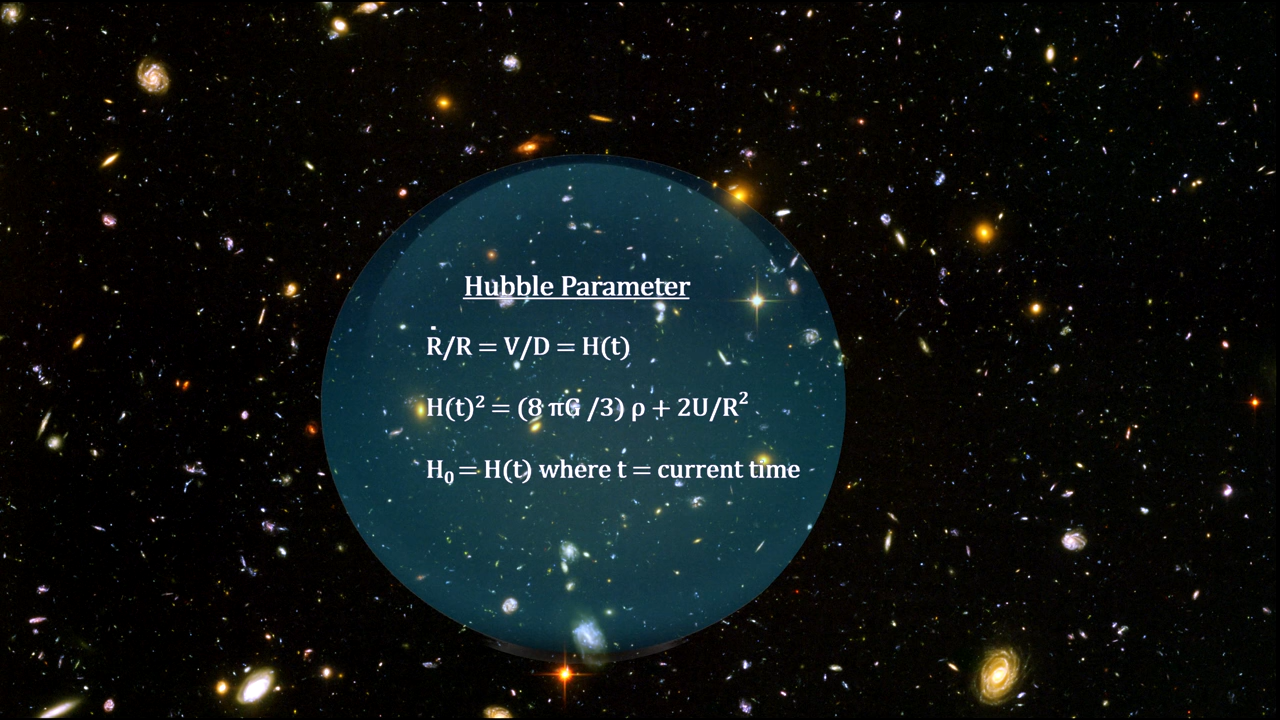 Hubble Parameter
Ṙ/R = V/D = H(t)
H(t)² = (8 πG /3) ρ + 2U/R²
H₀ = H(t) where t = current time